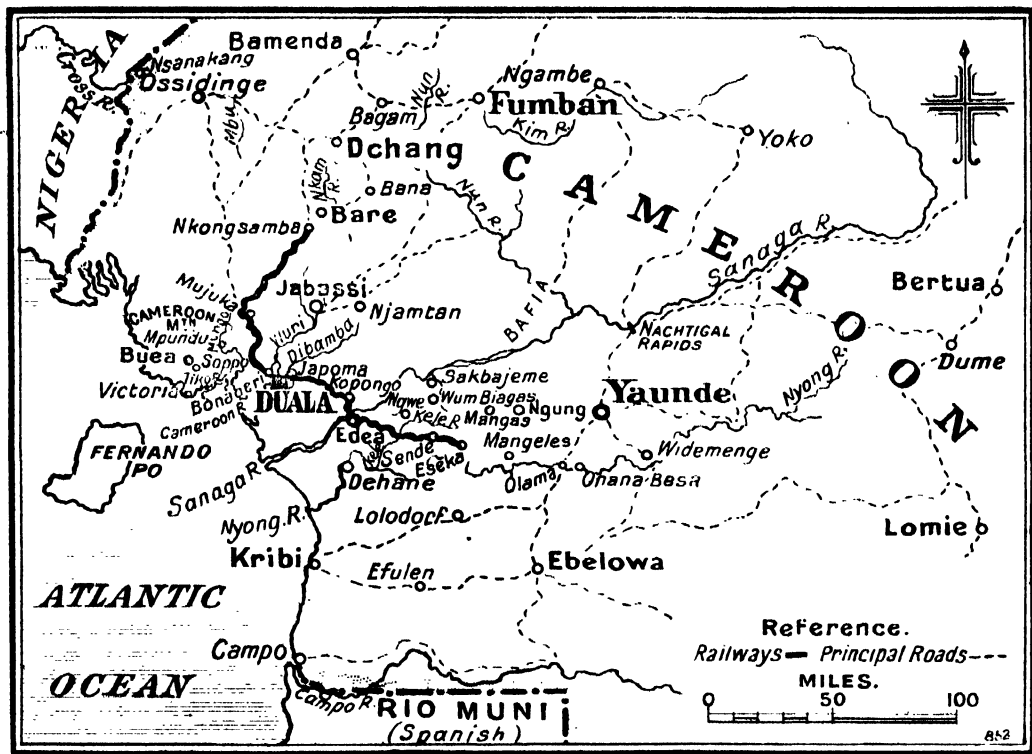 NIGERIA
Cross R.
Nsanakang
Ossidinge
Mbu
Bamenda
Bagam
Nun R.
Ngambe
Fumban
Kim R.
Yoko
Dchang
Nkam R.
Bana
Bare
Nun R.
Nkongsamba
CAMEROON
Sanaga R.
Bertua
Dume
Mujuka
Jabassi
Njamtan
BAFIA
NACHTIGAL
RAPIDS
CAMEROON
MTN
Mpundu
Mungo R.
Wuri
Dibamba
Buea
Soppo
Tiko
Victoria
Bonaberi
Japoma
DUALA
Kopongo
Cameroon R.
Sakbajeme
Ngwe
Wum Biagas
Kele R.
Mangas
Ngung
Yaunde
Nyong R.
Edea
Sende
Eseka
Mangeles
Widemenge
FERNANDO
PO
Sanaga R.
Dehane
Olama
Onana Besa
Nyong. R.
Lolodorf
Lomie
Kribi
Efulen
Ebelowa
ATLANTIC
OCEAN
Campo
Campo R.
RIO MUNI
(Spanish)
Reference.
Railways Principal Roads
MILES.
0 50 100
852